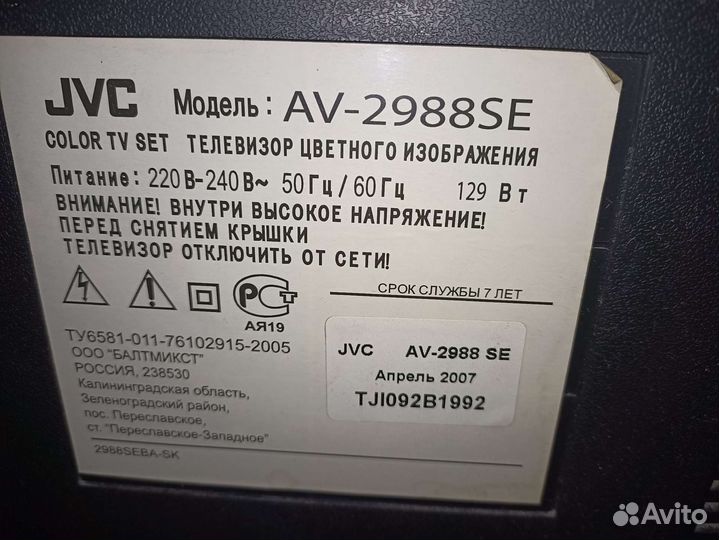 JVC Модель: AV-2988SE
COLOR TV SET ТЕЛЕВИЗОР ЦВЕТНОГО ИЗОБРАЖЕНИЯ
Питание: 220 В-240 В~ 50 Гц / 60 Гц 129 Вт
ВНИМАНИЕ! ВНУТРИ ВЫСОКОЕ НАПРЯЖЕНИЕ!
ПЕРЕД СНЯТИЕМ КРЫШКИ
ТЕЛЕВИЗОР ОТКЛЮЧИТЬ ОТ СЕТИ!
РСТ
АЯ19
СРОК СЛУЖБЫ 7 ЛЕТ
ТУ6581-011-76102915-2005
ООО "БАЛТМИКСТ"
РОССИЯ, 238530
Калининградская область,
Зеленоградский район,
пос. Переславское,
ст. "Переславское-Западное"
2988SEBA-SK
JVC AV-2988 SE
Апрель 2007
TJI092B1992
Avito